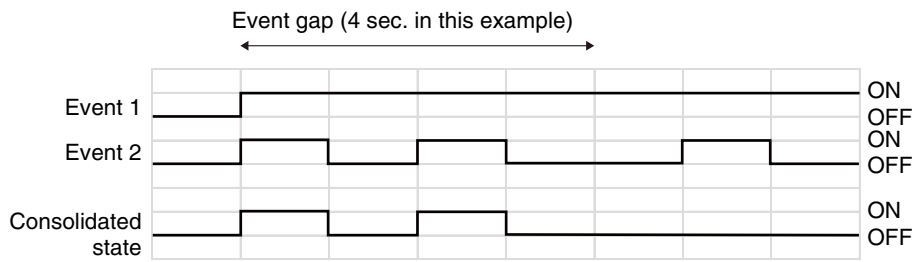 Event gap (4 sec. in this example)
Event 1
ON
OFF
Event 2
ON
OFF
Consolidated
state
ON
OFF